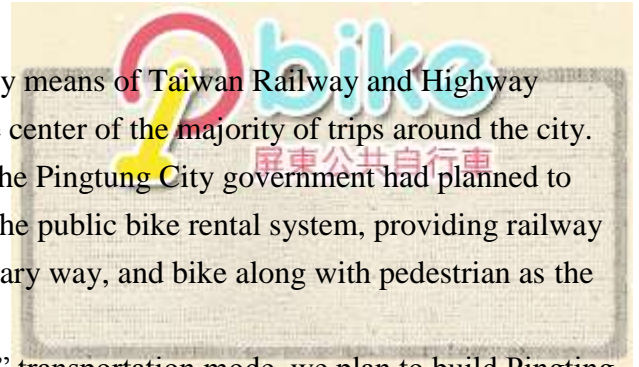 Pbike
屏東公共自行車
y means of Taiwan Railway and Highway
center of the majority of trips around the city.
he Pingtung City government had planned to
he public bike rental system, providing railway
ary way, and bike along with pedestrian as the
” transportation mode, we plan to build Pingting